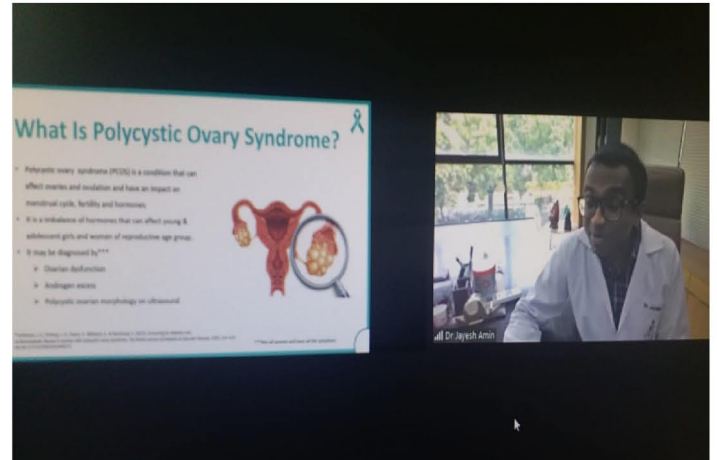 What Is Polycystic Ovary Syndrome?
Polycystic ovary syndrome (PCOS) is a condition that can
affect ovaries and ovulation and have an impact on
menstrual cycle, fertility and hormones.
It is a imbalance of hormones that can affect young &
adolescent girls and women of reproductive age group.
It may be diagnosed by***
Ovarian dysfunction
Androgen excess
Polycystic ovarian morphology on ultrasound
Dr Jayesh Amin